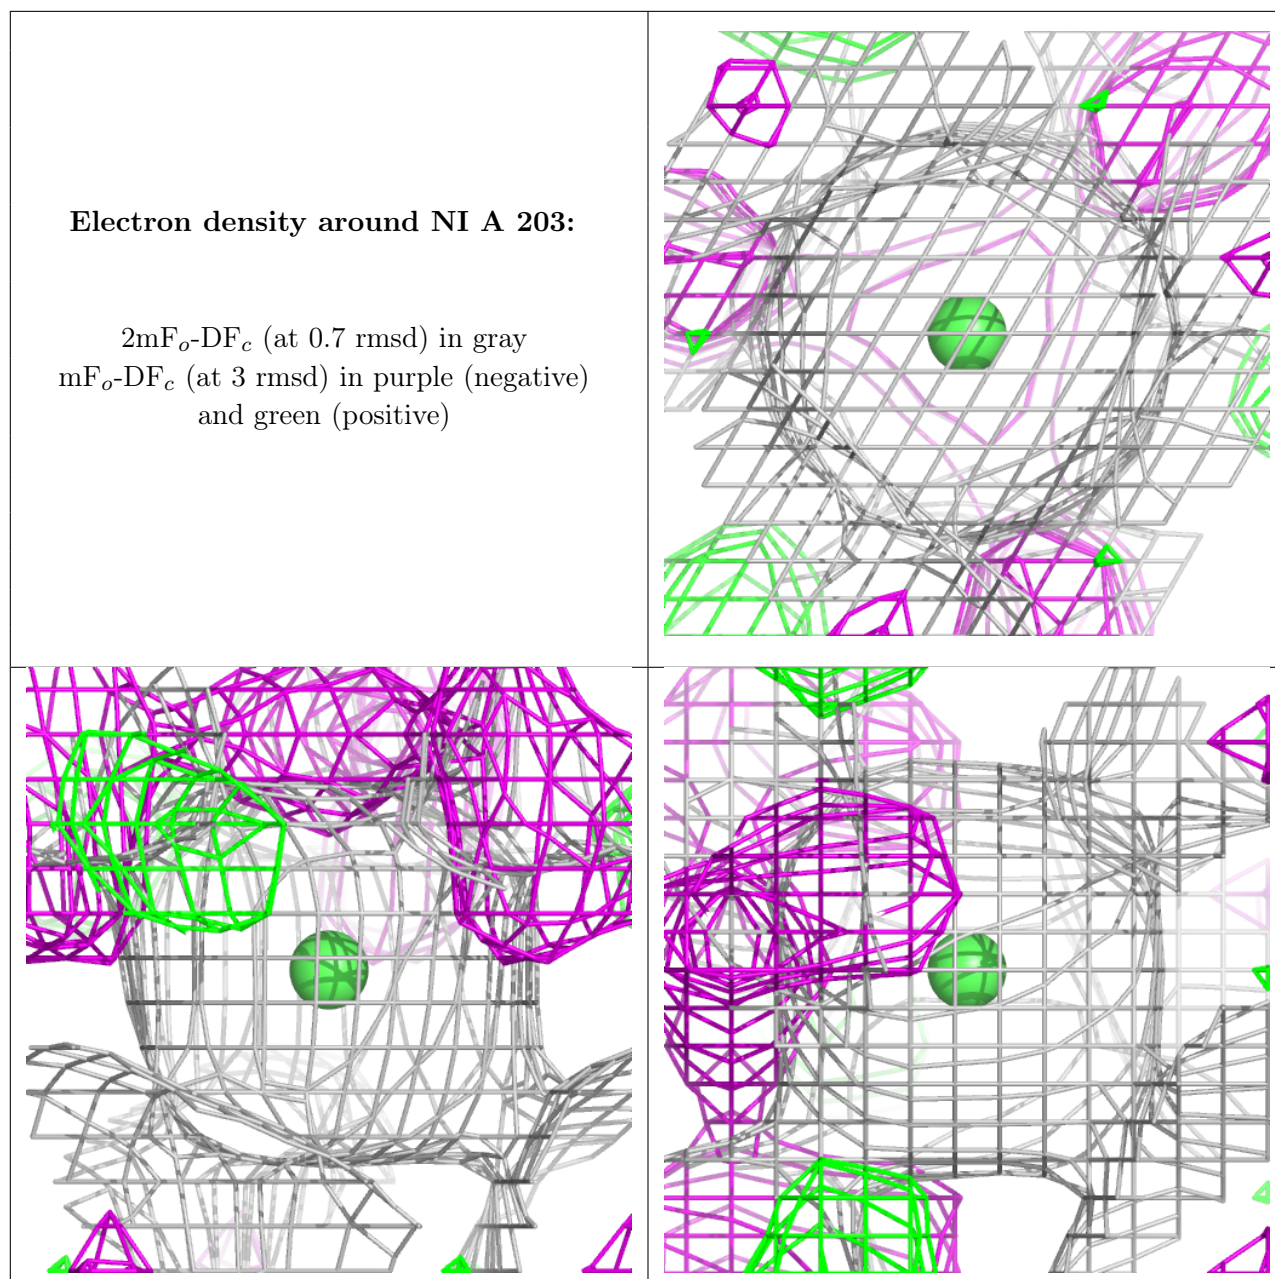 Electron density around NI A 203:
2mFo-DFc (at 0.7 rmsd) in gray
mFo-DFc (at 3 rmsd) in purple (negative)
and green (positive)